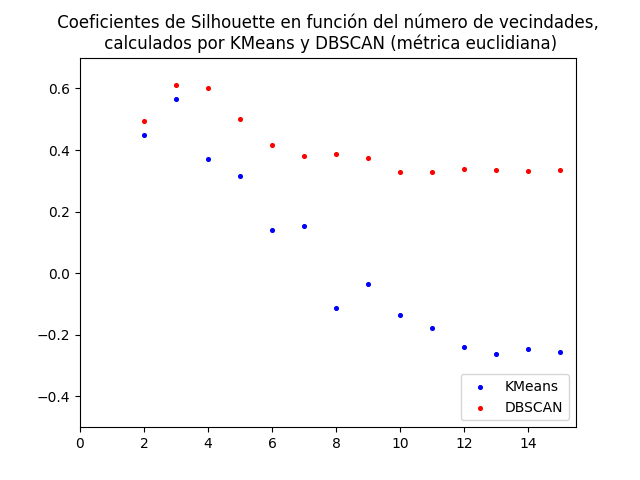 Coeficientes de Silhouette en función del número de vecindades,
calculados por KMeans y DBSCAN (métrica euclidiana)
0.6
0.4
0.2
0.0
−0.2
−0.4
0 2 4 6 8 10 12 14
KMeans
DBSCAN